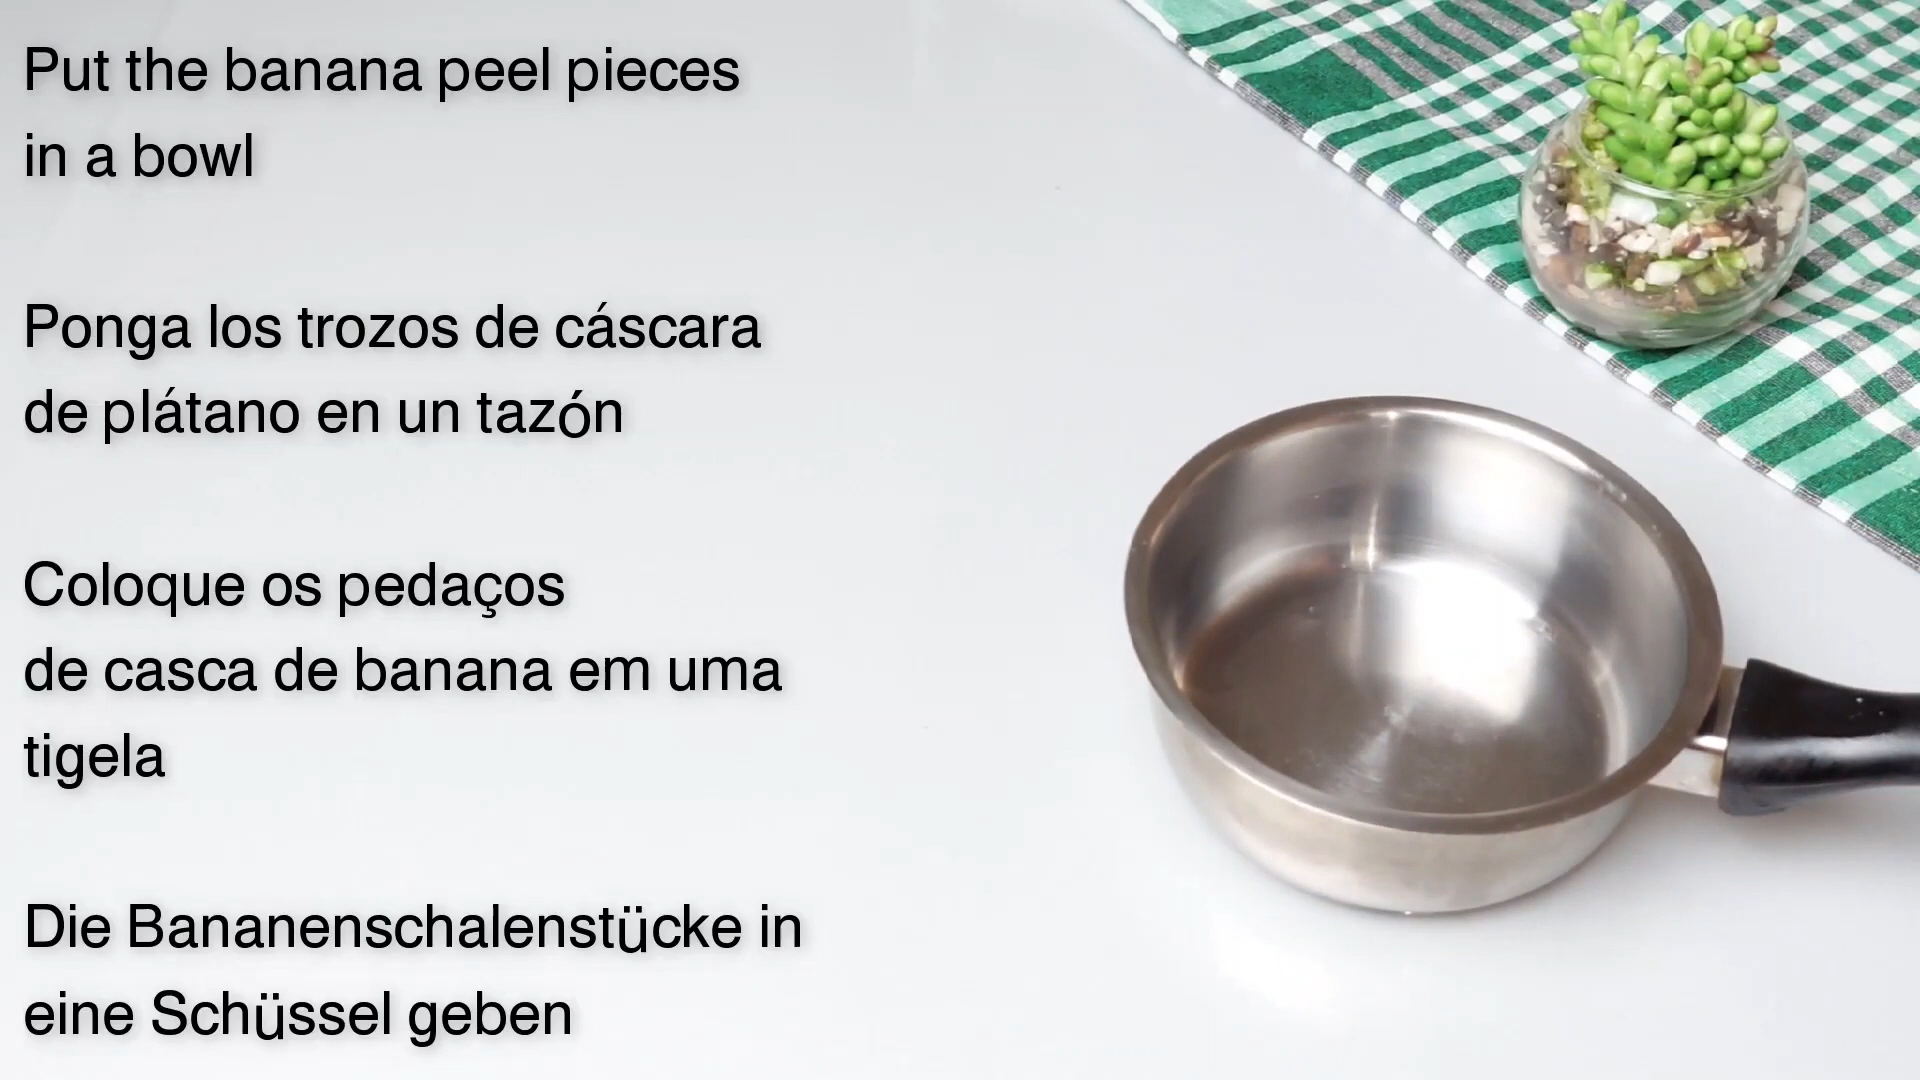 Put the banana peel pieces
in a bowl
Ponga los trozos de cáscara
de plátano en un tazón
Coloque os pedaços
de casca de banana em uma
tigela
Die Bananenschalenstücke in
eine Schüssel geben